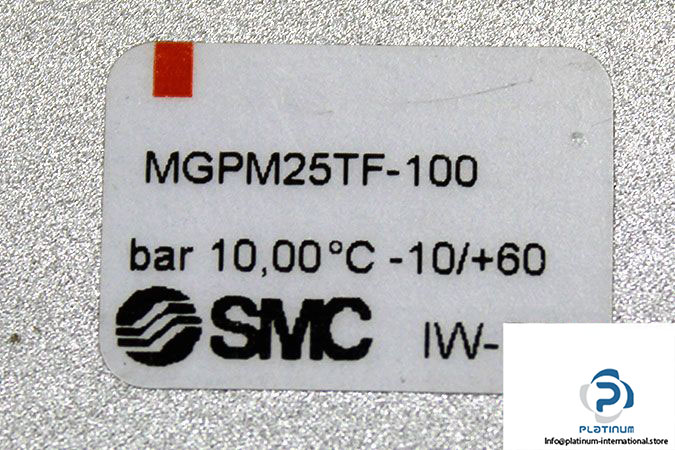 MGPM25TF-100
bar 10,00°C -10/+60
SMC IW-
PLATINUM
Info@platinum-international.store